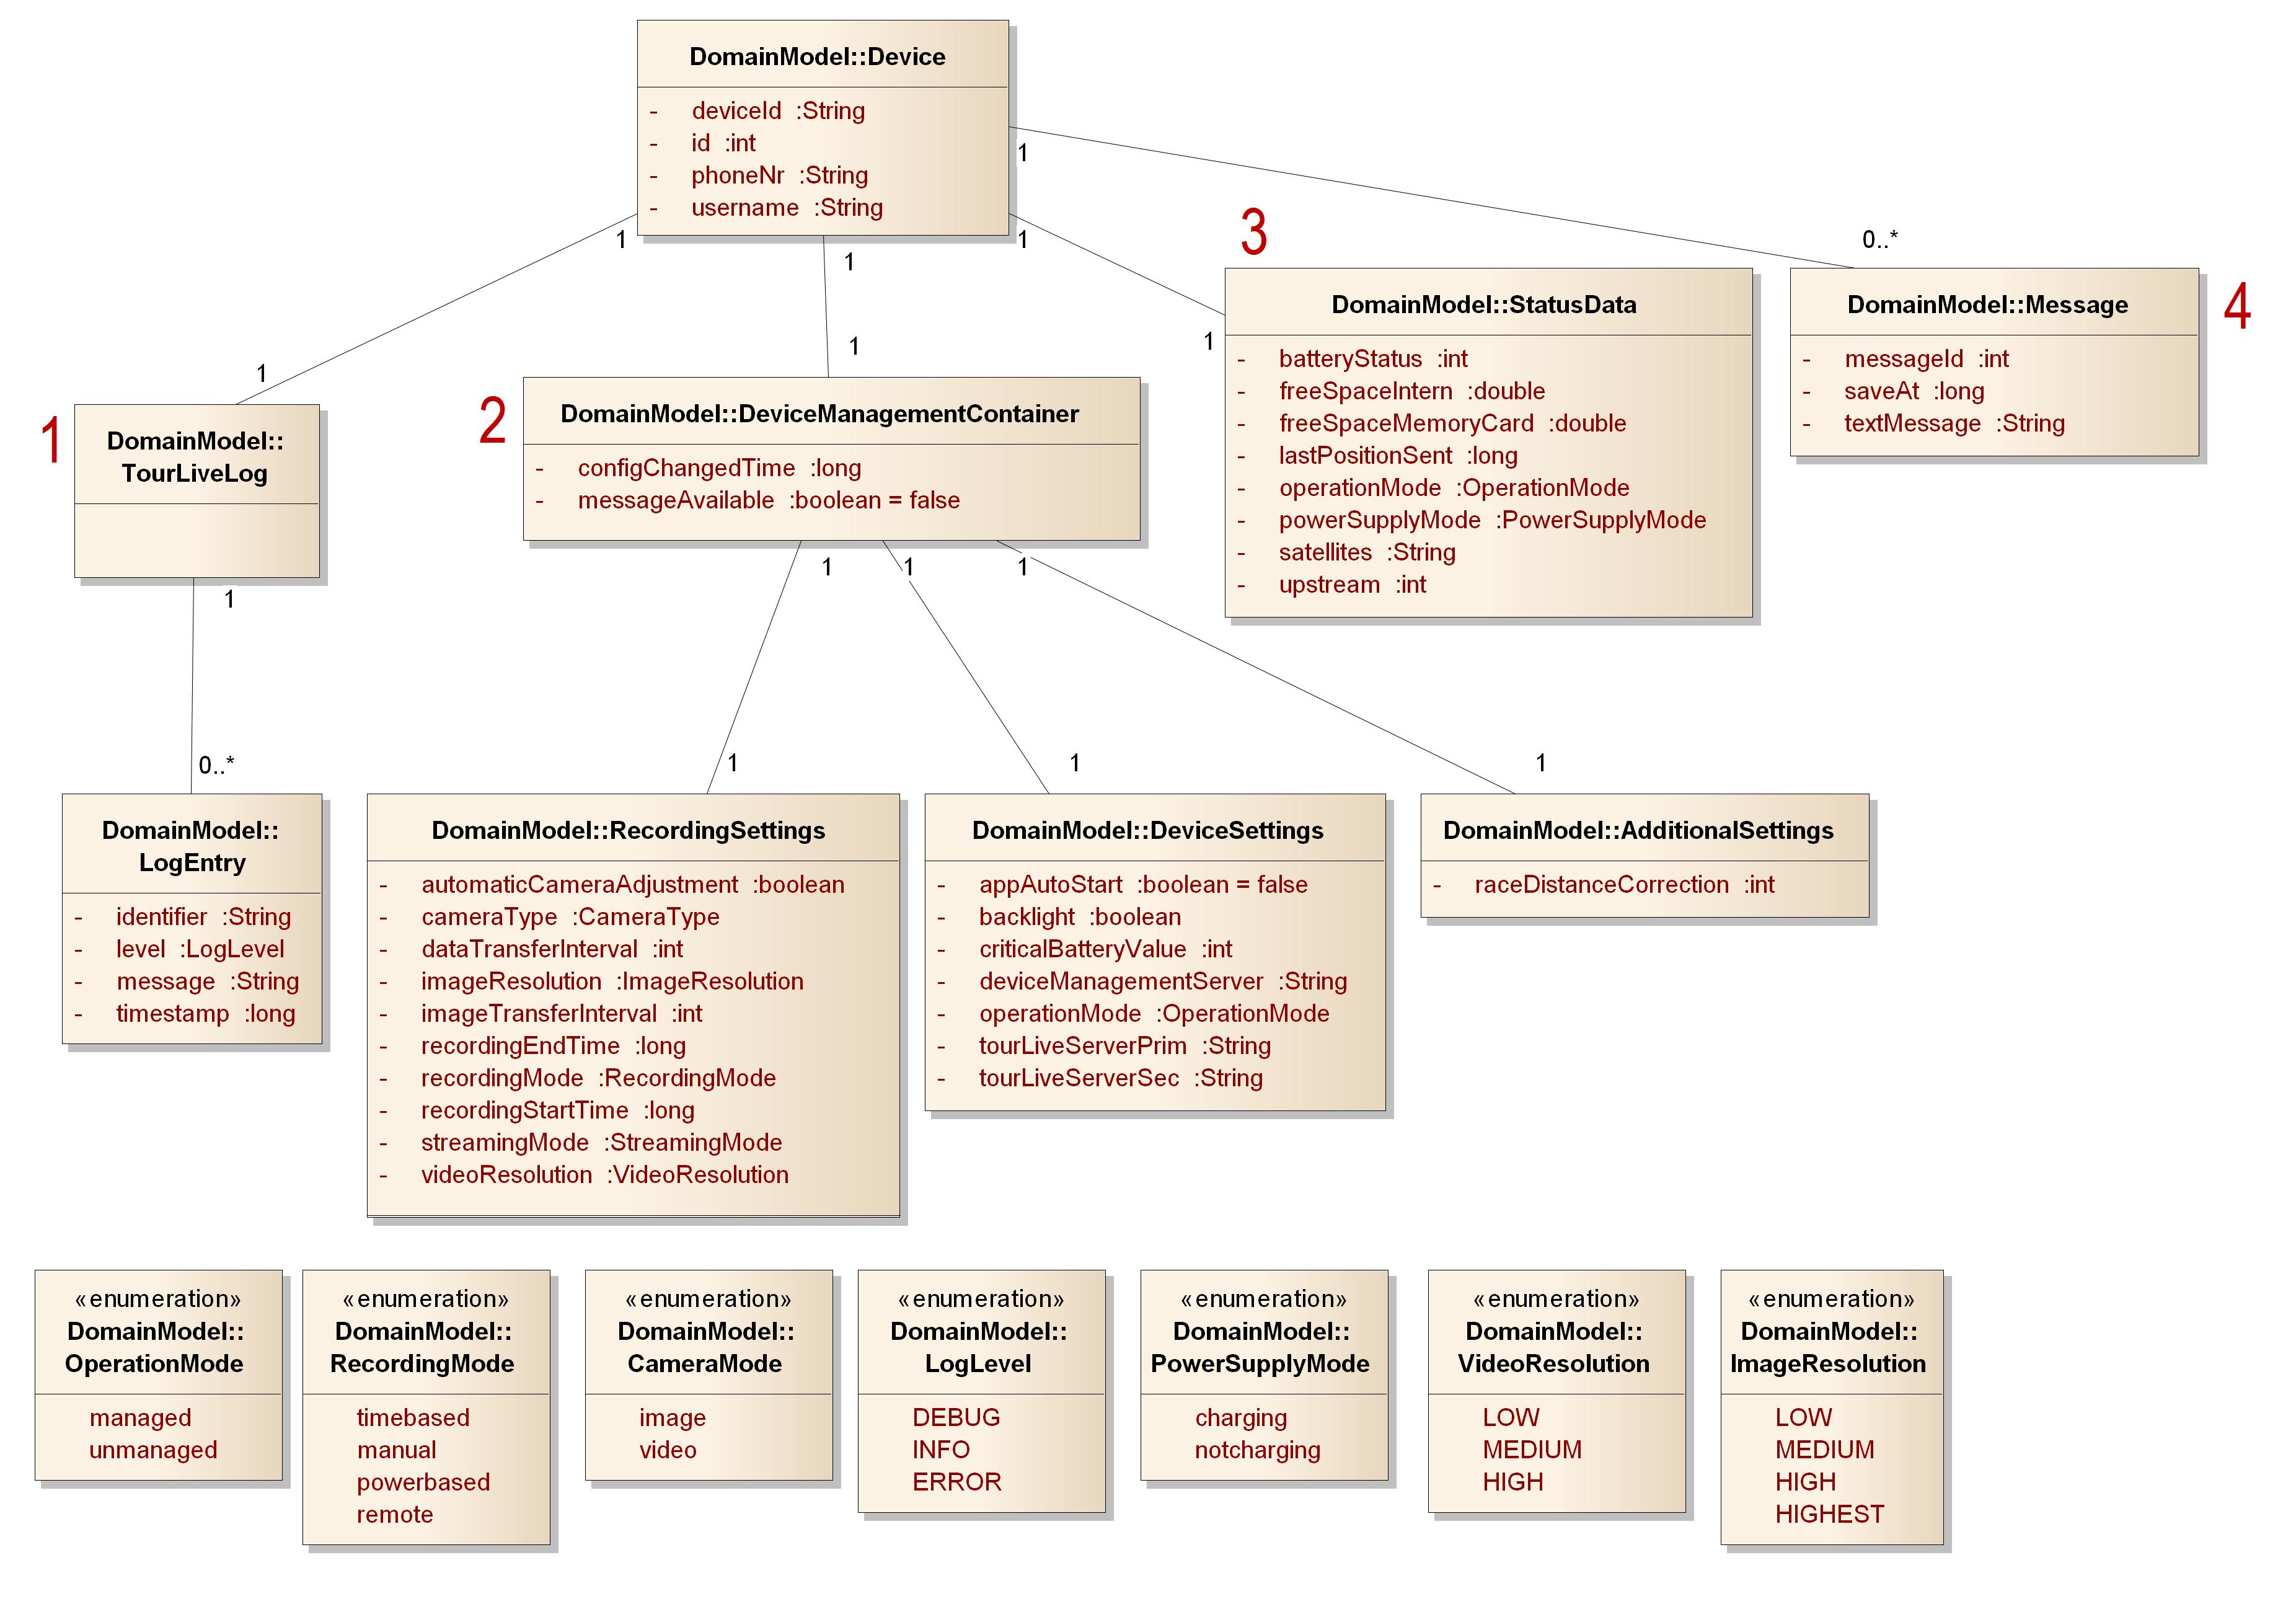 DomainModel::Device
- deviceId :String
- id :int
- phoneNr :String
- username :String
1
1
1
1
1
1
1
0..*
1
DomainModel::
TourLiveLog
1
2
DomainModel::DeviceManagementContainer
- configChangedTime :long
- messageAvailable :boolean = false
1
1
1
3
DomainModel::StatusData
- batteryStatus :int
- freeSpaceIntern :double
- freeSpaceMemoryCard :double
- lastPositionSent :long
- operationMode :OperationMode
- powerSupplyMode :PowerSupplyMode
- satellites :String
- upstream :int
4
DomainModel::Message
- messageId :int
- saveAt :long
- textMessage :String
0..*
1
1
1
DomainModel::
LogEntry
- identifier :String
- level :LogLevel
- message :String
- timestamp :long
DomainModel::RecordingSettings
- automaticCameraAdjustment :boolean
- cameraType :CameraType
- dataTransferInterval :int
- imageResolution :ImageResolution
- imageTransferInterval :int
- recordingEndTime :long
- recordingMode :RecordingMode
- recordingStartTime :long
- streamingMode :StreamingMode
- videoResolution :VideoResolution
DomainModel::DeviceSettings
- appAutoStart :boolean = false
- backlight :boolean
- criticalBatteryValue :int
- deviceManagementServer :String
- operationMode :OperationMode
- tourLiveServerPrim :String
- tourLiveServerSec :String
DomainModel::AdditionalSettings
- raceDistanceCorrection :int
«enumeration»
DomainModel::
OperationMode
managed
unmanaged
«enumeration»
DomainModel::
RecordingMode
timebased
manual
powerbased
remote
«enumeration»
DomainModel::
CameraMode
image
video
«enumeration»
DomainModel::
LogLevel
DEBUG
INFO
ERROR
«enumeration»
DomainModel::
PowerSupplyMode
charging
notcharging
«enumeration»
DomainModel::
VideoResolution
LOW
MEDIUM
HIGH
«enumeration»
DomainModel::
ImageResolution
LOW
MEDIUM
HIGH
HIGHEST